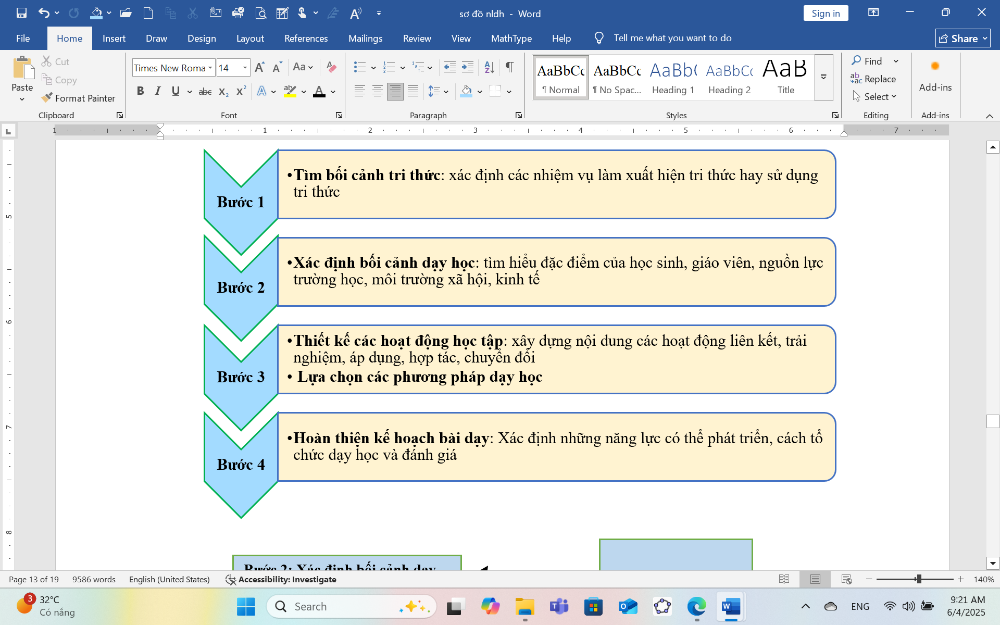 sơ đồ nldh - Word
Sign in
File Home Insert Draw Design Layout References Mailings Review View MathType Help Tell me what you want to do Share
Paste
Cut
Copy
Format Painter
Clipboard
Times New Roma 14
Font
Paragraph
AaBbCc AaBbCc AaBb( AaBbCc AaB
¶ Normal ¶ No Spac... Heading 1 Heading 2 Title
Styles
Find
Replace
Select
Editing
Add-ins
Add-ins
1 1 2 3 4 5 6 7
5
6
7
8
Bước 1
•Tìm bối cảnh tri thức: xác định các nhiệm vụ làm xuất hiện tri thức hay sử dụng
tri thức
Bước 2
•Xác định bối cảnh dạy học: tìm hiểu đặc điểm của học sinh, giáo viên, nguồn lực
trường học, môi trường xã hội, kinh tế
Bước 3
•Thiết kế các hoạt động học tập: xây dựng nội dung các hoạt động liên kết, trải
nghiệm, áp dụng, hợp tác, chuyển đổi
• Lựa chọn các phương pháp dạy học
Bước 4
•Hoàn thiện kế hoạch bài dạy: Xác định những năng lực có thể phát triển, cách tổ
chức dạy học và đánh giá
Bước 2: Xác định bối cảnh dạy
Page 13 of 19 9586 words English (United States) Accessibility: Investigate 140%
3
32°C
Có nắng
Search
ENG
9:21 AM
6/4/2025